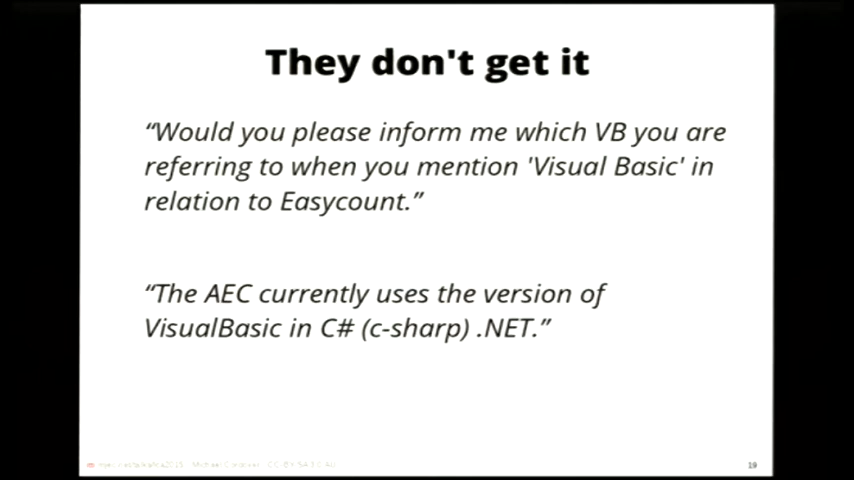 They don't get it
“Would you please inform me which VB you are
referring to when you mention 'Visual Basic' in
relation to Easycount.”
“The AEC currently uses the version of
VisualBasic in C# (c-sharp) .NET.”
19